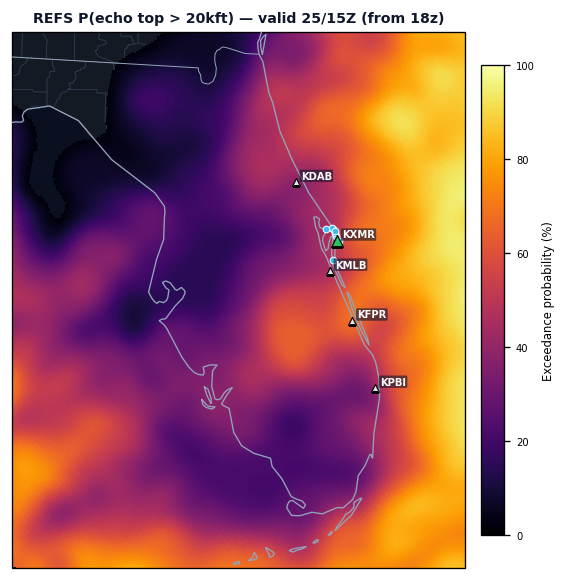 REFS P(echo top > 20kft) — valid 25/15Z (from 18z)
KDAB
KXMR
KMLB
KFPR
KPBI
100
80
60
40
20
0
Exceedance probability (%)